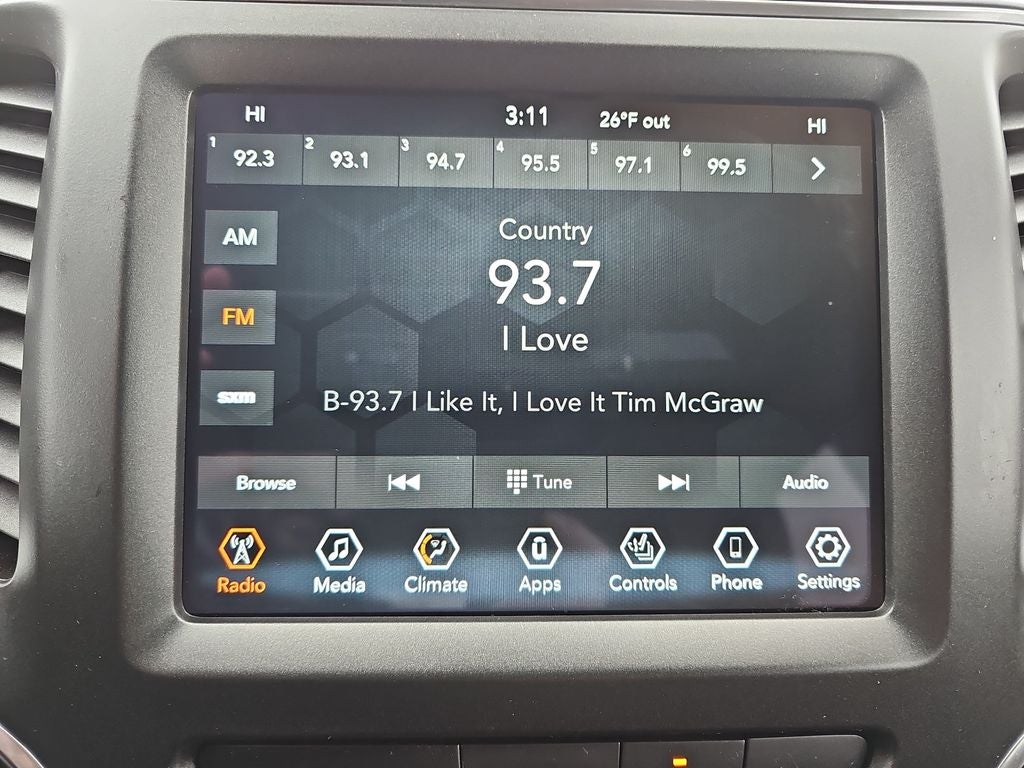 HI 3:11 26°F out HI
1 92.3 2 93.1 3 94.7 4 95.5 5 97.1 6 99.5
Country
AM
93.7
FM
I Love
sxm
B-93.7 I Like It, I Love It Tim McGraw
Browse Tune Audio
Radio Media Climate Apps Controls Phone Settings